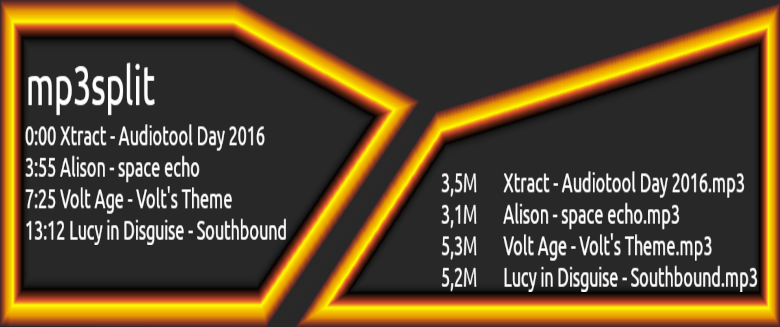 mp3split
0:00 Xtract - Audiotool Day 2016
3:55 Alison - space echo
7:25 Volt Age - Volt's Theme
13:12 Lucy in Disguise - Southbound
3,5M Xtract - Audiotool Day 2016.mp3
3,1M Alison - space echo.mp3
5,3M Volt Age - Volt's Theme.mp3
5,2M Lucy in Disguise - Southbound.mp3